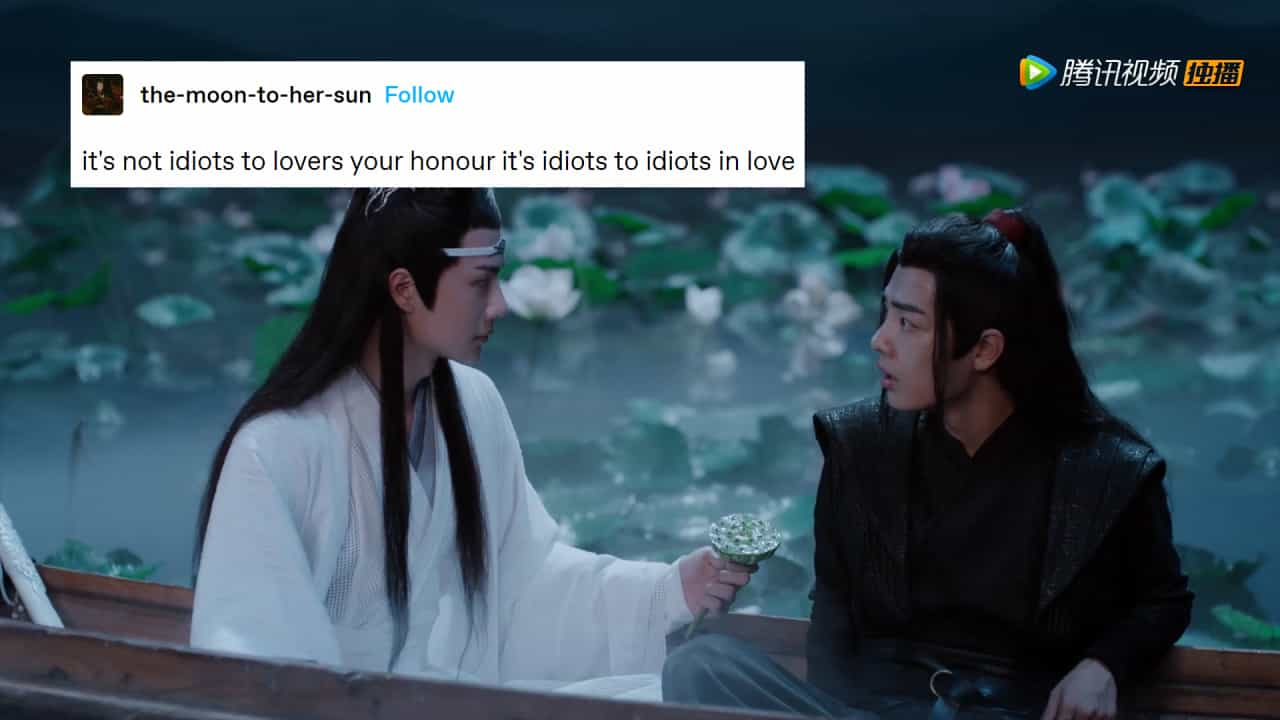 the-moon-to-her-sun Follow
腾讯视频 独播
it's not idiots to lovers your honour it's idiots to idiots in love